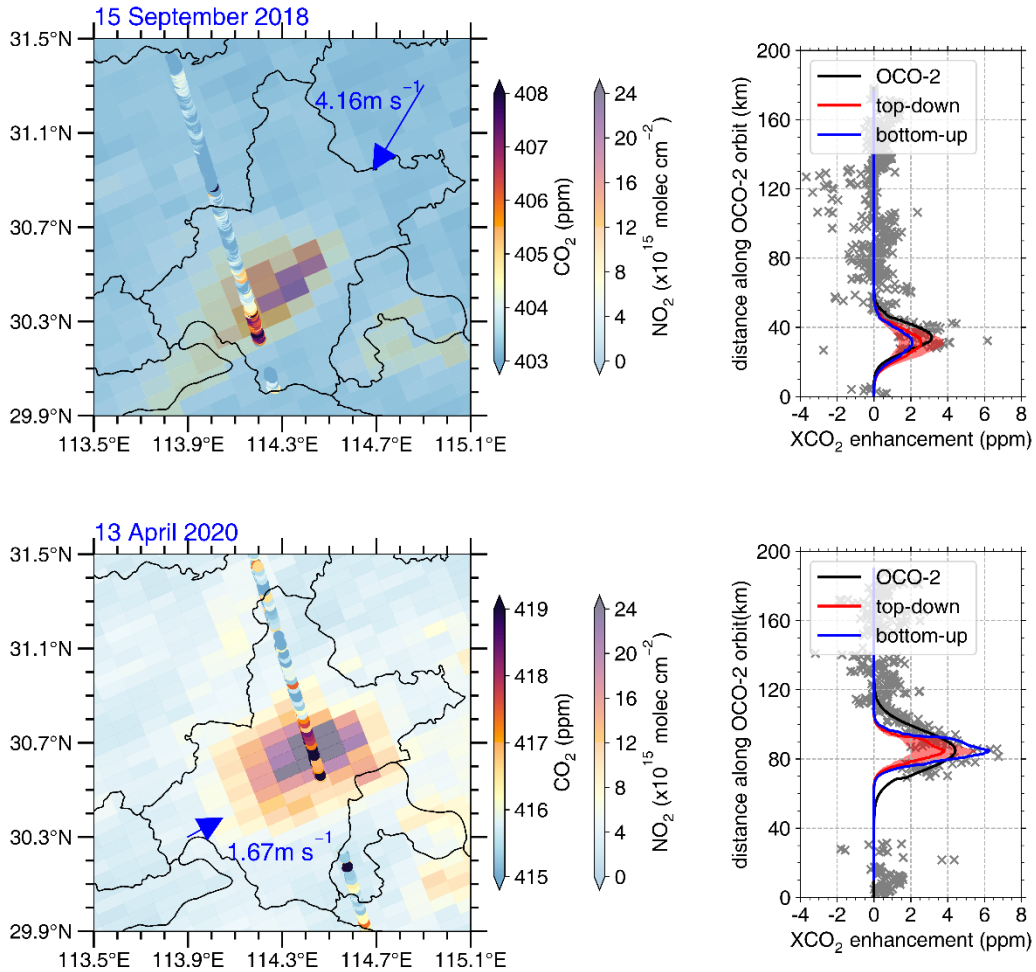 15 September 2018
31.5°N
31.1°N
30.7°N
30.3°N
29.9°N
113.5°E 113.9°E 114.3°E 114.7°E 115.1°E
4.16m s⁻¹
408
407
406
405
404
403
CO₂ (ppm)
24
20
16
12
8
4
0
NO₂ (x10¹⁵ molec cm⁻²)
200
160
120
80
40
0
distance along OCO-2 orbit (km)
OCO-2
top-down
bottom-up
-4 -2 0 2 4 6 8
XCO₂ enhancement (ppm)
13 April 2020
31.5°N
31.1°N
30.7°N
30.3°N
29.9°N
113.5°E 113.9°E 114.3°E 114.7°E 115.1°E
1.67m s⁻¹
419
418
417
416
415
CO₂ (ppm)
24
20
16
12
8
4
0
NO₂ (x10¹⁵ molec cm⁻²)
200
160
120
80
40
0
distance along OCO-2 orbit(km)
OCO-2
top-down
bottom-up
-4 -2 0 2 4 6 8
XCO₂ enhancement (ppm)